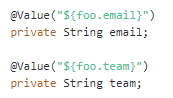 @Value("${foo.email}")
private String email;

@Value("${foo.team}")
private String team;